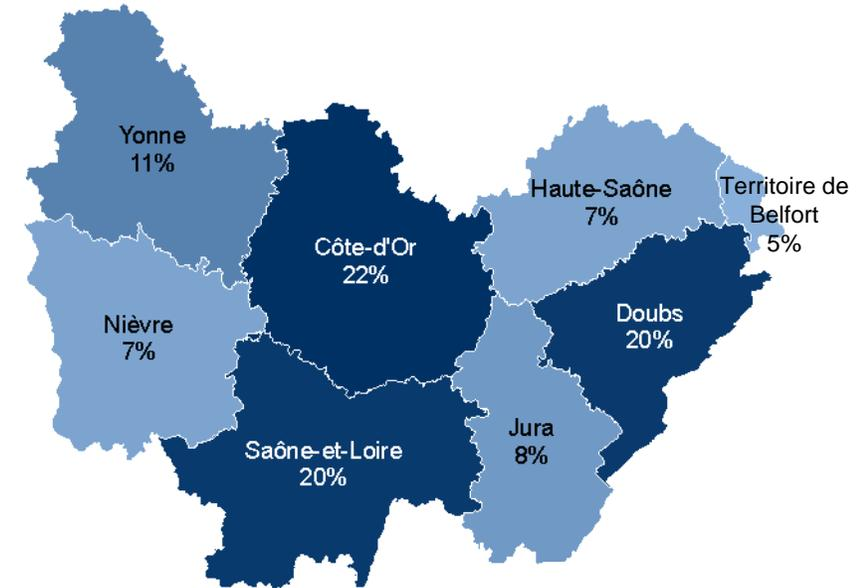 Yonne
11%
Haute-Saône
7%
Territoire de
Belfort
5%
Côte-d'Or
22%
Doubs
20%
Nièvre
7%
Jura
8%
Saône-et-Loire
20%